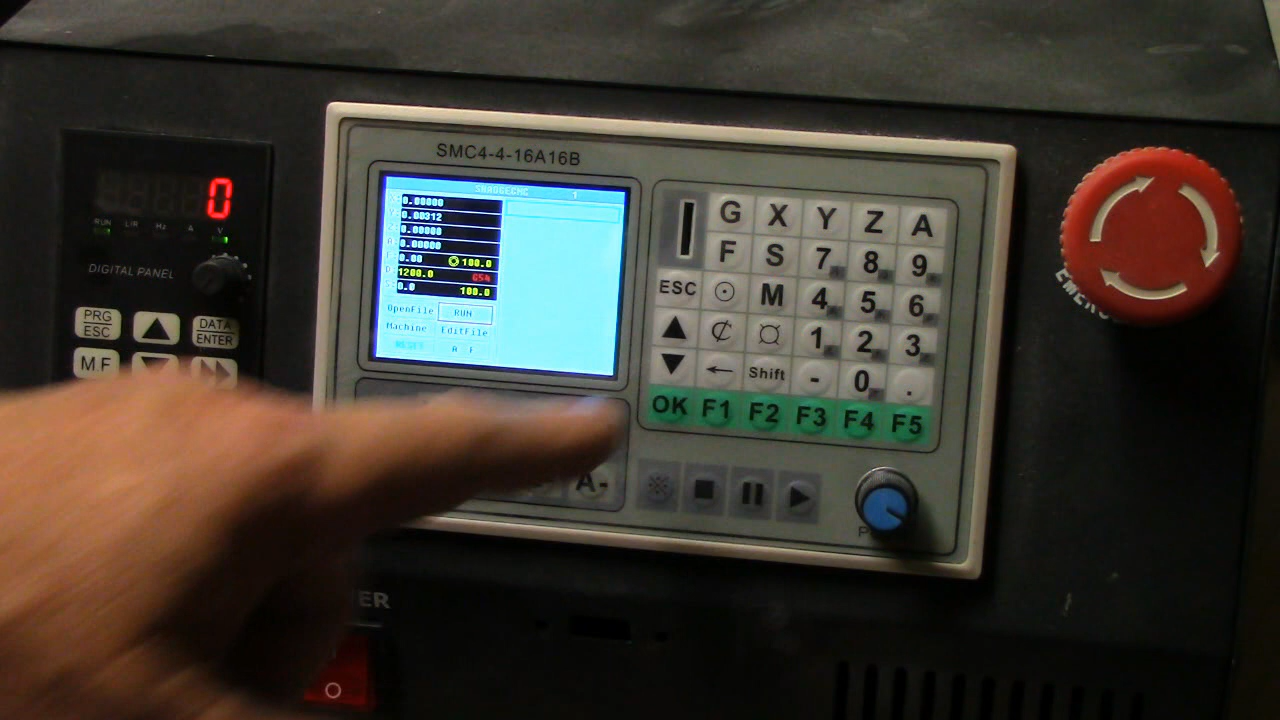 SMC4-4-16A16B
0
RUN L/R Hz A V
DIGITAL PANEL
PRG
ESC
DATA
ENTER
M.F
0.00000
0.00312
0.00000
0.00000
0.00 100.0
1200.0 G54
0.0 100.0
OpenFile RUN
Machine EditFile
RESET
G X Y Z A
F S 7 8 9
ESC M 4 5 6
1 2 3
Shift - 0 .
OK F1 F2 F3 F4 F5
A-